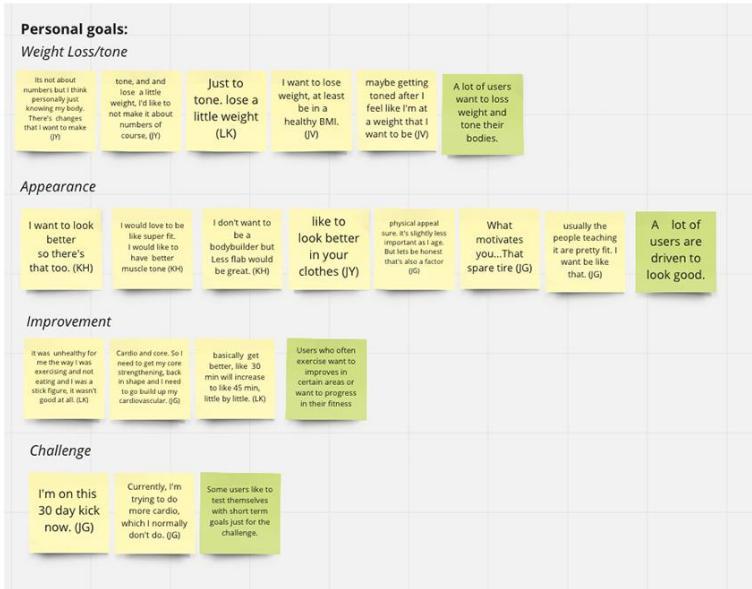 Personal goals:
Weight Loss/tone
Its not about
numbers but I think
personally just
knowing my body.
There's changes
that I want to make
(JY)
tone, and and
lose a little
weight, I'd like to
not make it about
numbers of
course, (JY)
Just to
tone. lose a
little weight
(LK)
I want to lose
weight, at least
be in a
healthy BMI.
(JV)
maybe getting
toned after I
feel like I'm at
a weight that I
want to be (JV)
A lot of users
want to loss
weight and
tone their
bodies.
Appearance
I want to look
better
so there's
that too. (KH)
I would love to be
like super fit.
I would like to
have better
muscle tone (KH)
I don't want to
be a
bodybuilder but
Less flab would
be great. (KH)
like to
look better
in your
clothes (JY)
physical appeal
sure. it's slightly less
important as I age.
But lets be honest
that's also a factor
(JG)
What
motivates
you...That
spare tire (JG)
usually the
people teaching
it are pretty fit. I
want be like
that. (JG)
A lot of
users are
driven to
look good.
Improvement
it was unhealthy for
me the way I was
exercising and not
eating and I was a
stick figure, it wasn't
good at all. (LK)
Cardio and core. So I
need to get my core
strengthening, back
in shape and I need
to go build up my
cardiovascular. (JG)
basically get
better, like 30
min will increase
to like 45 min,
little by little. (LK)
Users who often
exercise want to
improves in
certain areas or
want to progress
in their fitness
Challenge
I'm on this
30 day kick
now. (JG)
Currently, I'm
trying to do
more cardio,
which I normally
don't do. (JG)
Some users like to
test themselves
with short term
goals just for the
challenge.